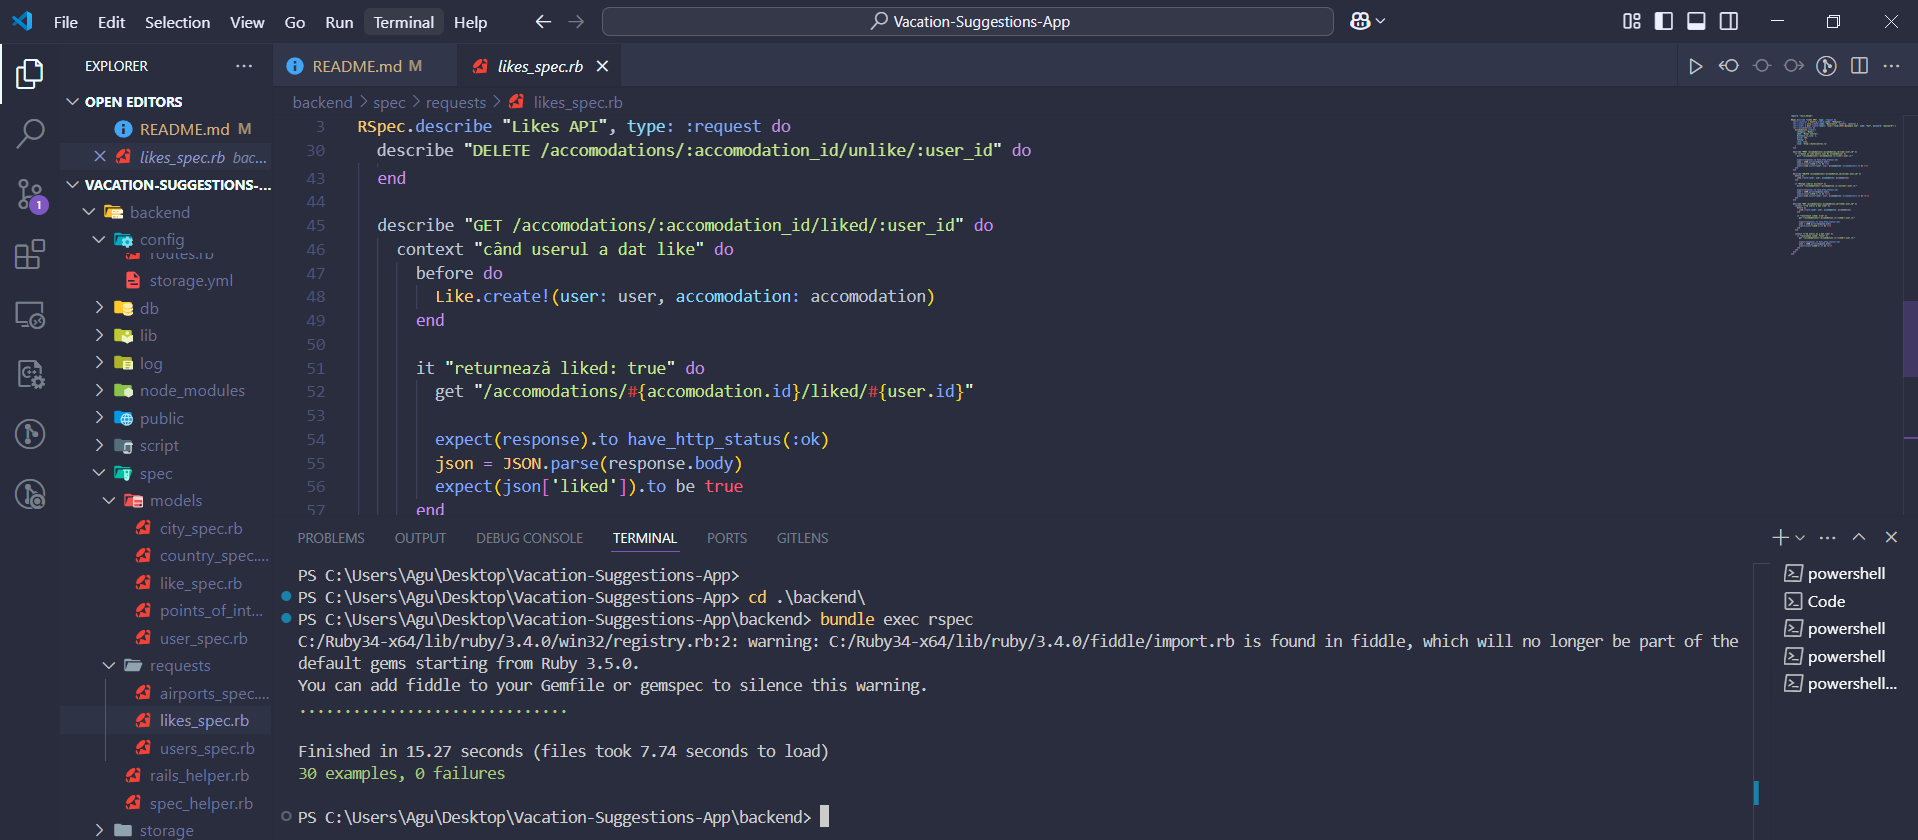 File Edit Selection View Go Run Terminal Help
Vacation-Suggestions-App
EXPLORER
OPEN EDITORS
README.md M
likes_spec.rb bac...
VACATION-SUGGESTIONS-...
backend
config
routes.rb
storage.yml
db
lib
log
node_modules
public
script
spec
models
city_spec.rb
country_spec....
like_spec.rb
points_of_int...
user_spec.rb
requests
airports_spec....
likes_spec.rb
users_spec.rb
rails_helper.rb
spec_helper.rb
storage
1
README.md M
likes_spec.rb
backend > spec > requests > likes_spec.rb
3 RSpec.describe "Likes API", type: :request do
30 describe "DELETE /accomodations/:accomodation_id/unlike/:user_id" do
43 end
44
45 describe "GET /accomodations/:accomodation_id/liked/:user_id" do
46 context "când userul a dat like" do
47 before do
48 Like.create!(user: user, accomodation: accomodation)
49 end
50
51 it "returnează liked: true" do
52 get "/accomodations/#{accomodation.id}/liked/#{user.id}"
53
54 expect(response).to have_http_status(:ok)
55 json = JSON.parse(response.body)
56 expect(json['liked']).to be true
57 end
PROBLEMS OUTPUT DEBUG CONSOLE TERMINAL PORTS GITLENS
PS C:\Users\Agu\Desktop\Vacation-Suggestions-App>
PS C:\Users\Agu\Desktop\Vacation-Suggestions-App> cd .\backend\
PS C:\Users\Agu\Desktop\Vacation-Suggestions-App\backend> bundle exec rspec
C:/Ruby34-x64/lib/ruby/3.4.0/win32/registry.rb:2: warning: C:/Ruby34-x64/lib/ruby/3.4.0/fiddle/import.rb is found in fiddle, which will no longer be part of the
default gems starting from Ruby 3.5.0.
You can add fiddle to your Gemfile or gemspec to silence this warning.
..............................
Finished in 15.27 seconds (files took 7.74 seconds to load)
30 examples, 0 failures
PS C:\Users\Agu\Desktop\Vacation-Suggestions-App\backend>
powershell
Code
powershell
powershell
powershell...